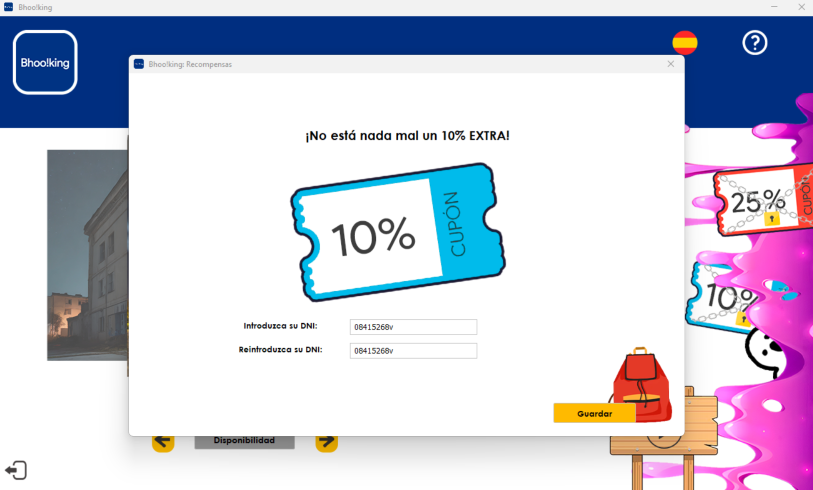 Bhoo!king
Bhoo!king
Bhoo!king: Recompensas
¡No está nada mal un 10% EXTRA!
10%
CUPÓN
25%
CUPÓN
10%
Introduzca su DNI:
08415268v
Reintroduzca su DNI:
08415268v
Guardar
Disponibilidad